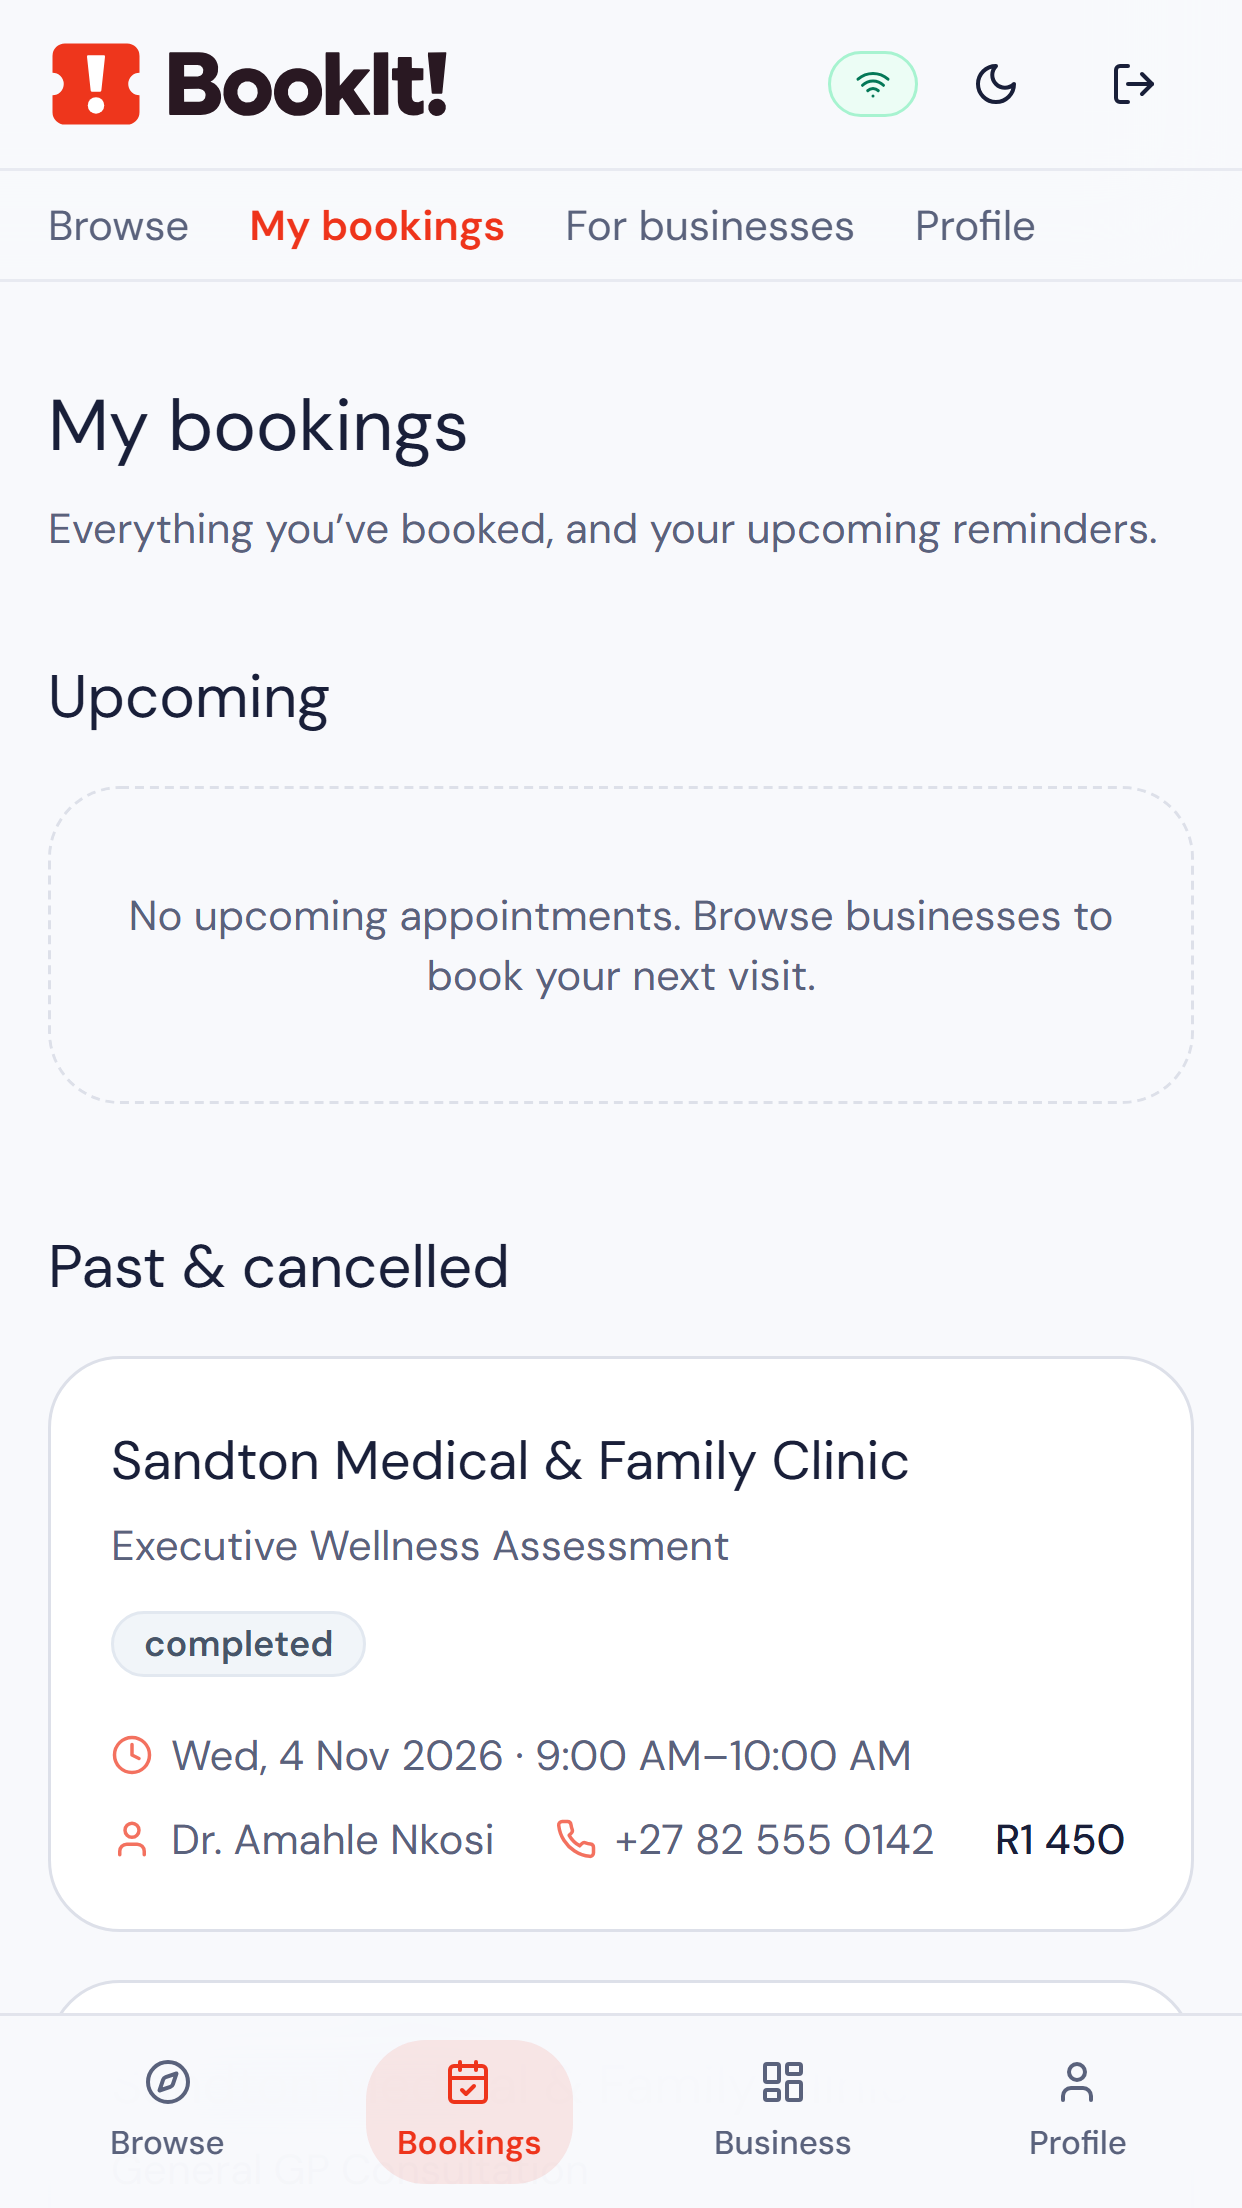 BookIt!
Browse My bookings For businesses Profile
My bookings
Everything you’ve booked, and your upcoming reminders.
Upcoming
No upcoming appointments. Browse businesses to
book your next visit.
Past & cancelled
Sandton Medical & Family Clinic
Executive Wellness Assessment
completed
Wed, 4 Nov 2026 · 9:00 AM–10:00 AM
Dr. Amahle Nkosi +27 82 555 0142 R1 450
Browse Bookings Business Profile
General GP Consultation